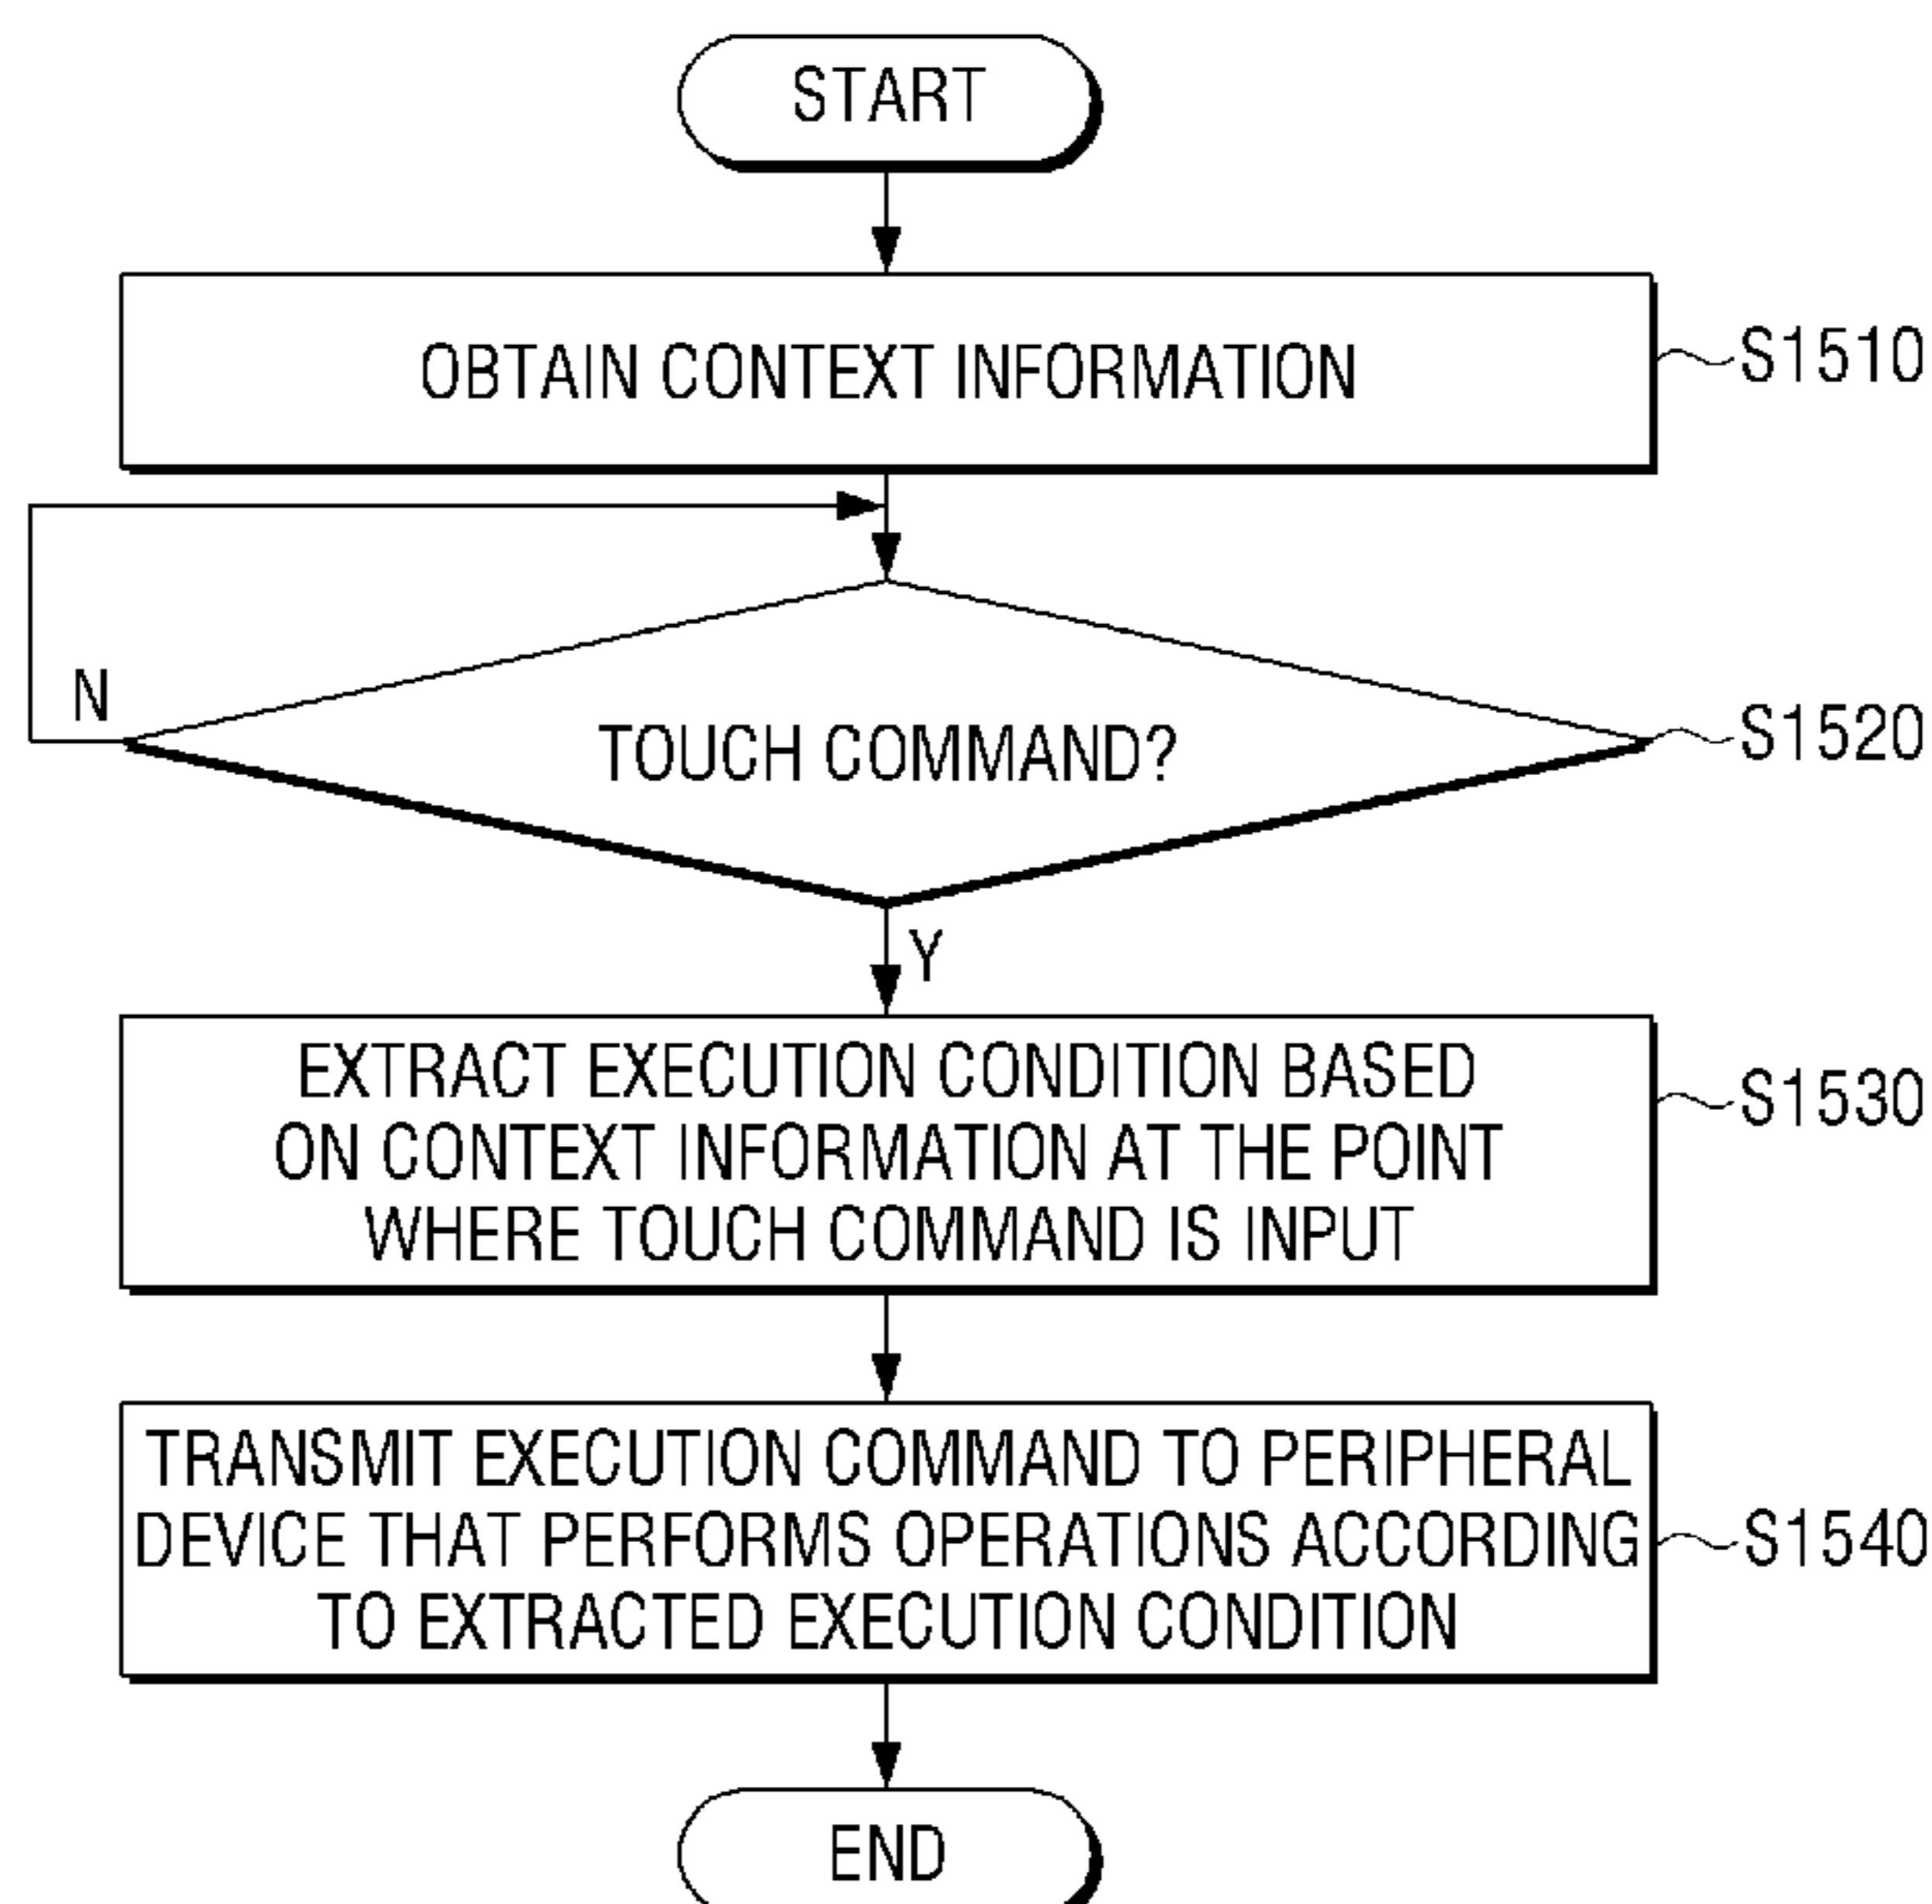 START
OBTAIN CONTEXT INFORMATION
S1510
N
TOUCH COMMAND?
S1520
Y
EXTRACT EXECUTION CONDITION BASED
ON CONTEXT INFORMATION AT THE POINT
WHERE TOUCH COMMAND IS INPUT
S1530
TRANSMIT EXECUTION COMMAND TO PERIPHERAL
DEVICE THAT PERFORMS OPERATIONS ACCORDING
TO EXTRACTED EXECUTION CONDITION
S1540
END